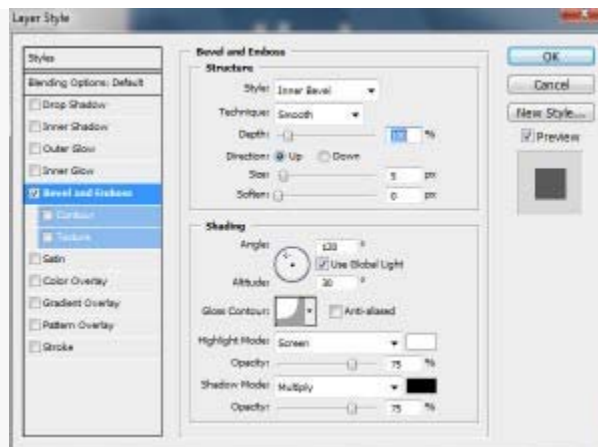 Layer Style
Styles
Blending Options: Default
Drop Shadow
Inner Shadow
Outer Glow
Inner Glow
Bevel and Emboss
Contour
Texture
Satin
Color Overlay
Gradient Overlay
Pattern Overlay
Stroke
Bevel and Emboss
Structure
Style: Inner Bevel
Technique: Smooth
Depth: 100 %
Direction: Up Down
Size: 5 px
Soften: 0 px
Shading
Angle: 120 °
Use Global Light
Altitude: 30 °
Gloss Contour: Anti-aliased
Highlight Mode: Screen
Opacity: 75 %
Shadow Mode: Multiply
Opacity: 75 %
OK
Cancel
New Style...
Preview